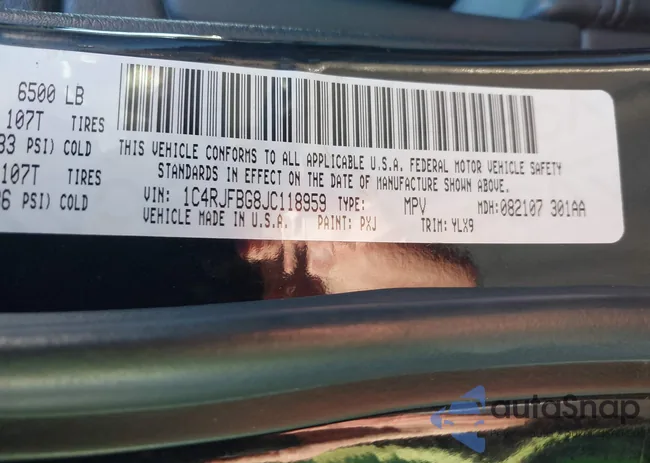 6500 LB
107T TIRES
33 PSI) COLD
107T TIRES
36 PSI) COLD
THIS VEHICLE CONFORMS TO ALL APPLICABLE U.S.A. FEDERAL MOTOR VEHICLE SAFETY
STANDARDS IN EFFECT ON THE DATE OF MANUFACTURE SHOWN ABOVE.
VIN: 1C4RJFBG8JC118959 TYPE: MPV MDH:082107 301AA
VEHICLE MADE IN U.S.A. PAINT: PXJ TRIM: YLX9
autoSnap